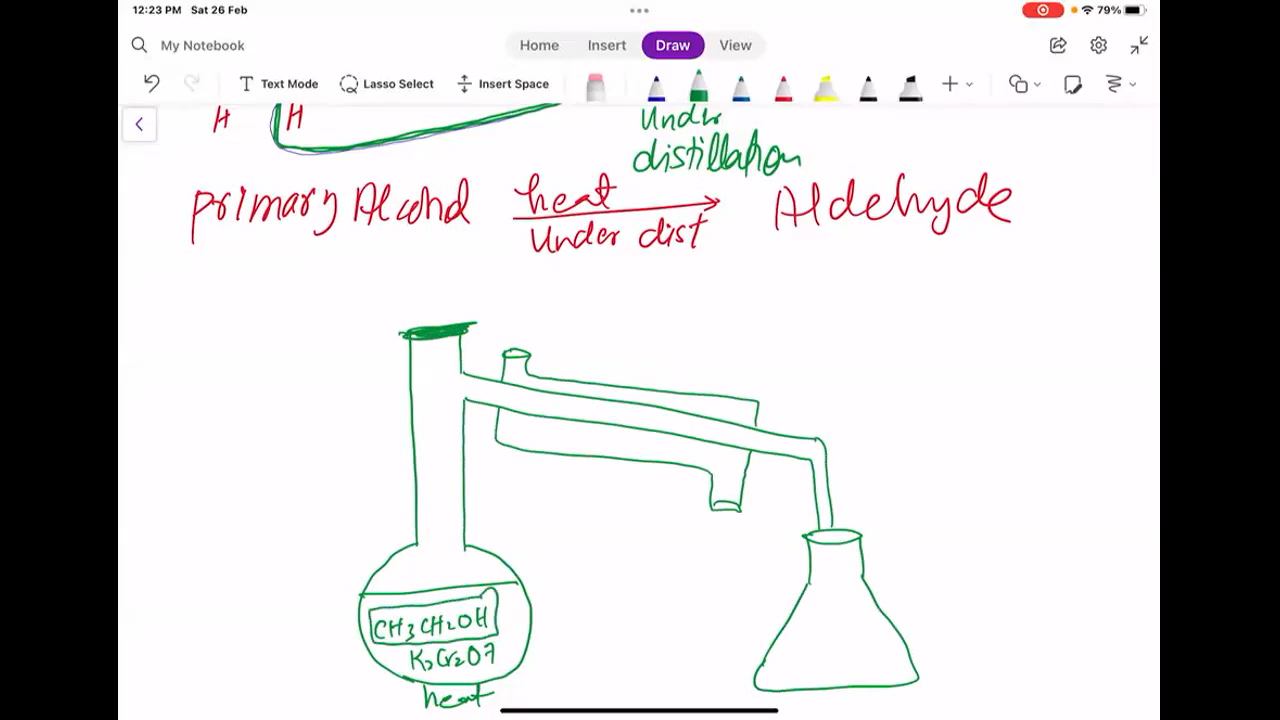 12:23 PM Sat 26 Feb
79%
My Notebook
Home Insert Draw View
Text Mode Lasso Select Insert Space
H H
Under
distillation
primary Alcohol heat Aldehyde
Under dist
CH3CH2OH
K2Cr2O7
heat